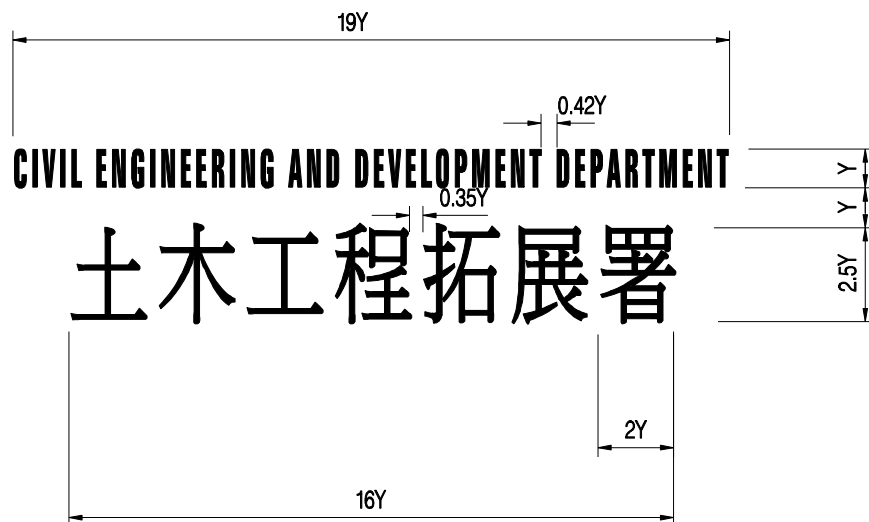 19Y
0.42Y
CIVIL ENGINEERING AND DEVELOPMENT DEPARTMENT
Y
0.35Y
Y
土木工程拓展署
2.5Y
2Y
16Y